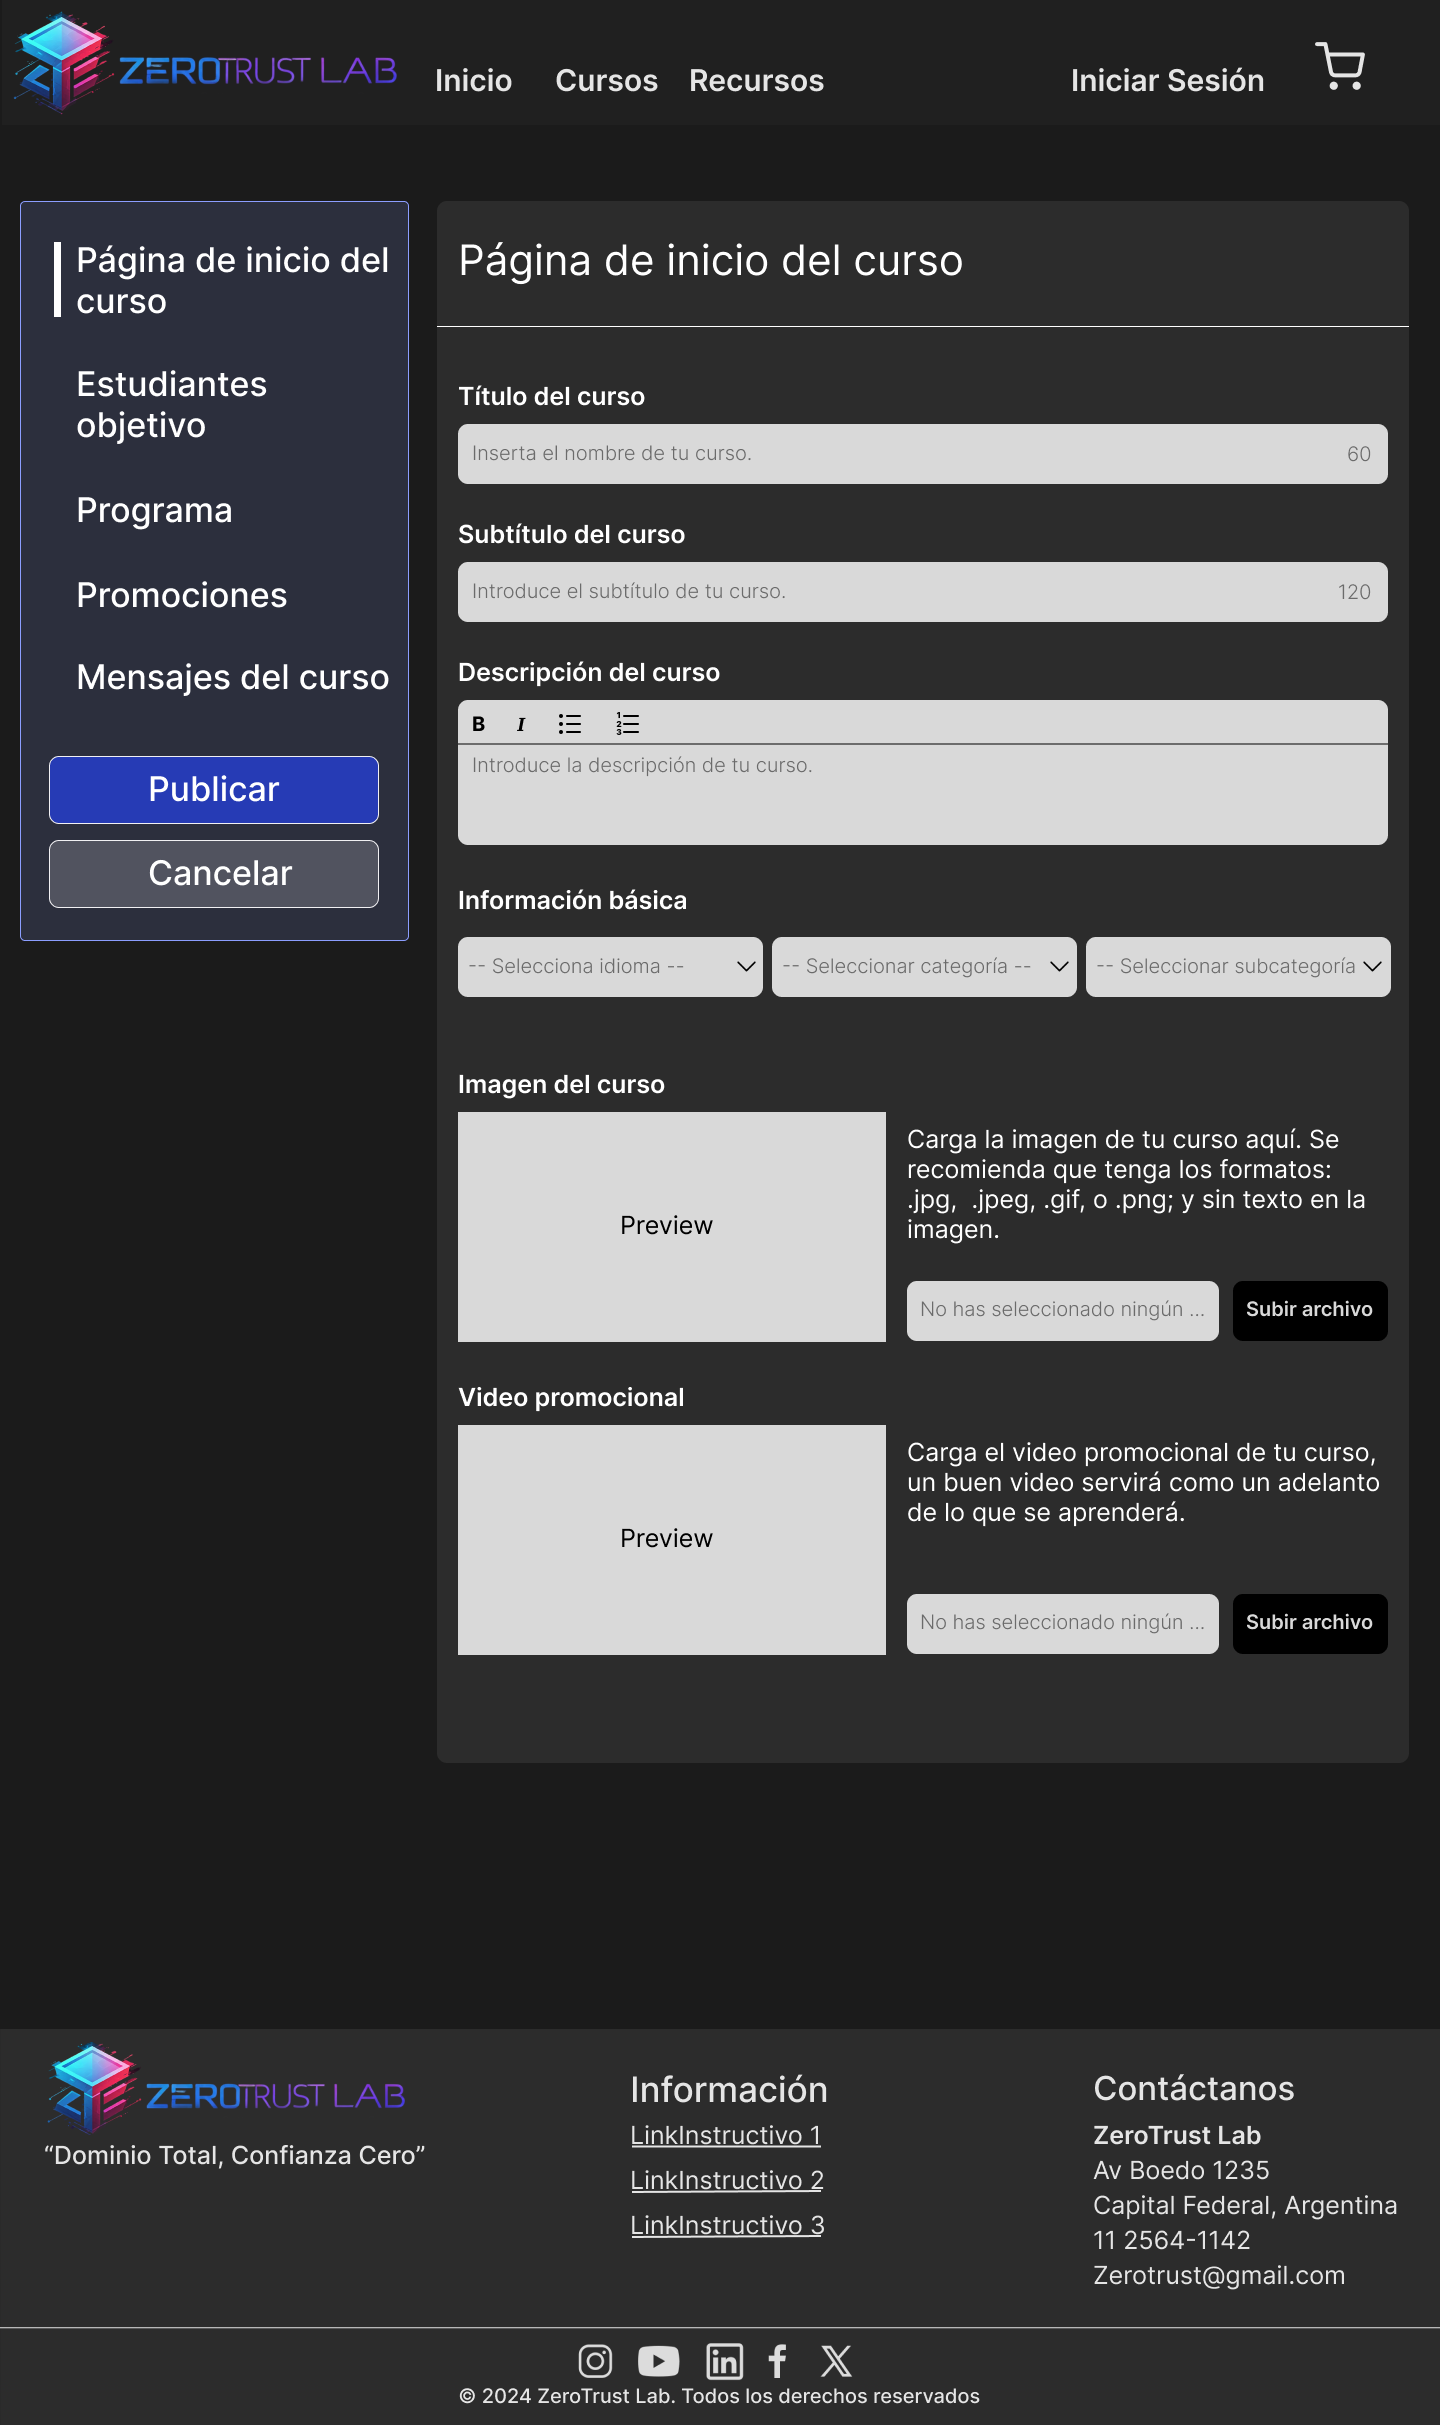 ZEROTRUST LAB
Inicio Cursos Recursos Iniciar Sesión
Página de inicio del
curso
Estudiantes
objetivo
Programa
Promociones
Mensajes del curso
Publicar
Cancelar
Página de inicio del curso
Título del curso
Inserta el nombre de tu curso. 60
Subtítulo del curso
Introduce el subtítulo de tu curso. 120
Descripción del curso
B I
Introduce la descripción de tu curso.
Información básica
-- Selecciona idioma -- -- Seleccionar categoría -- -- Seleccionar subcategoría
Imagen del curso
Preview
Carga la imagen de tu curso aquí. Se
recomienda que tenga los formatos:
.jpg,  .jpeg, .gif, o .png; y sin texto en la
imagen.
No has seleccionado ningún ... Subir archivo
Video promocional
Preview
Carga el video promocional de tu curso,
un buen video servirá como un adelanto
de lo que se aprenderá.
No has seleccionado ningún ... Subir archivo
ZEROTRUST LAB
“Dominio Total, Confianza Cero”
Información
LinkInstructivo 1
LinkInstructivo 2
LinkInstructivo 3
Contáctanos
ZeroTrust Lab
Av Boedo 1235
Capital Federal, Argentina
11 2564-1142
Zerotrust@gmail.com
© 2024 ZeroTrust Lab. Todos los derechos reservados